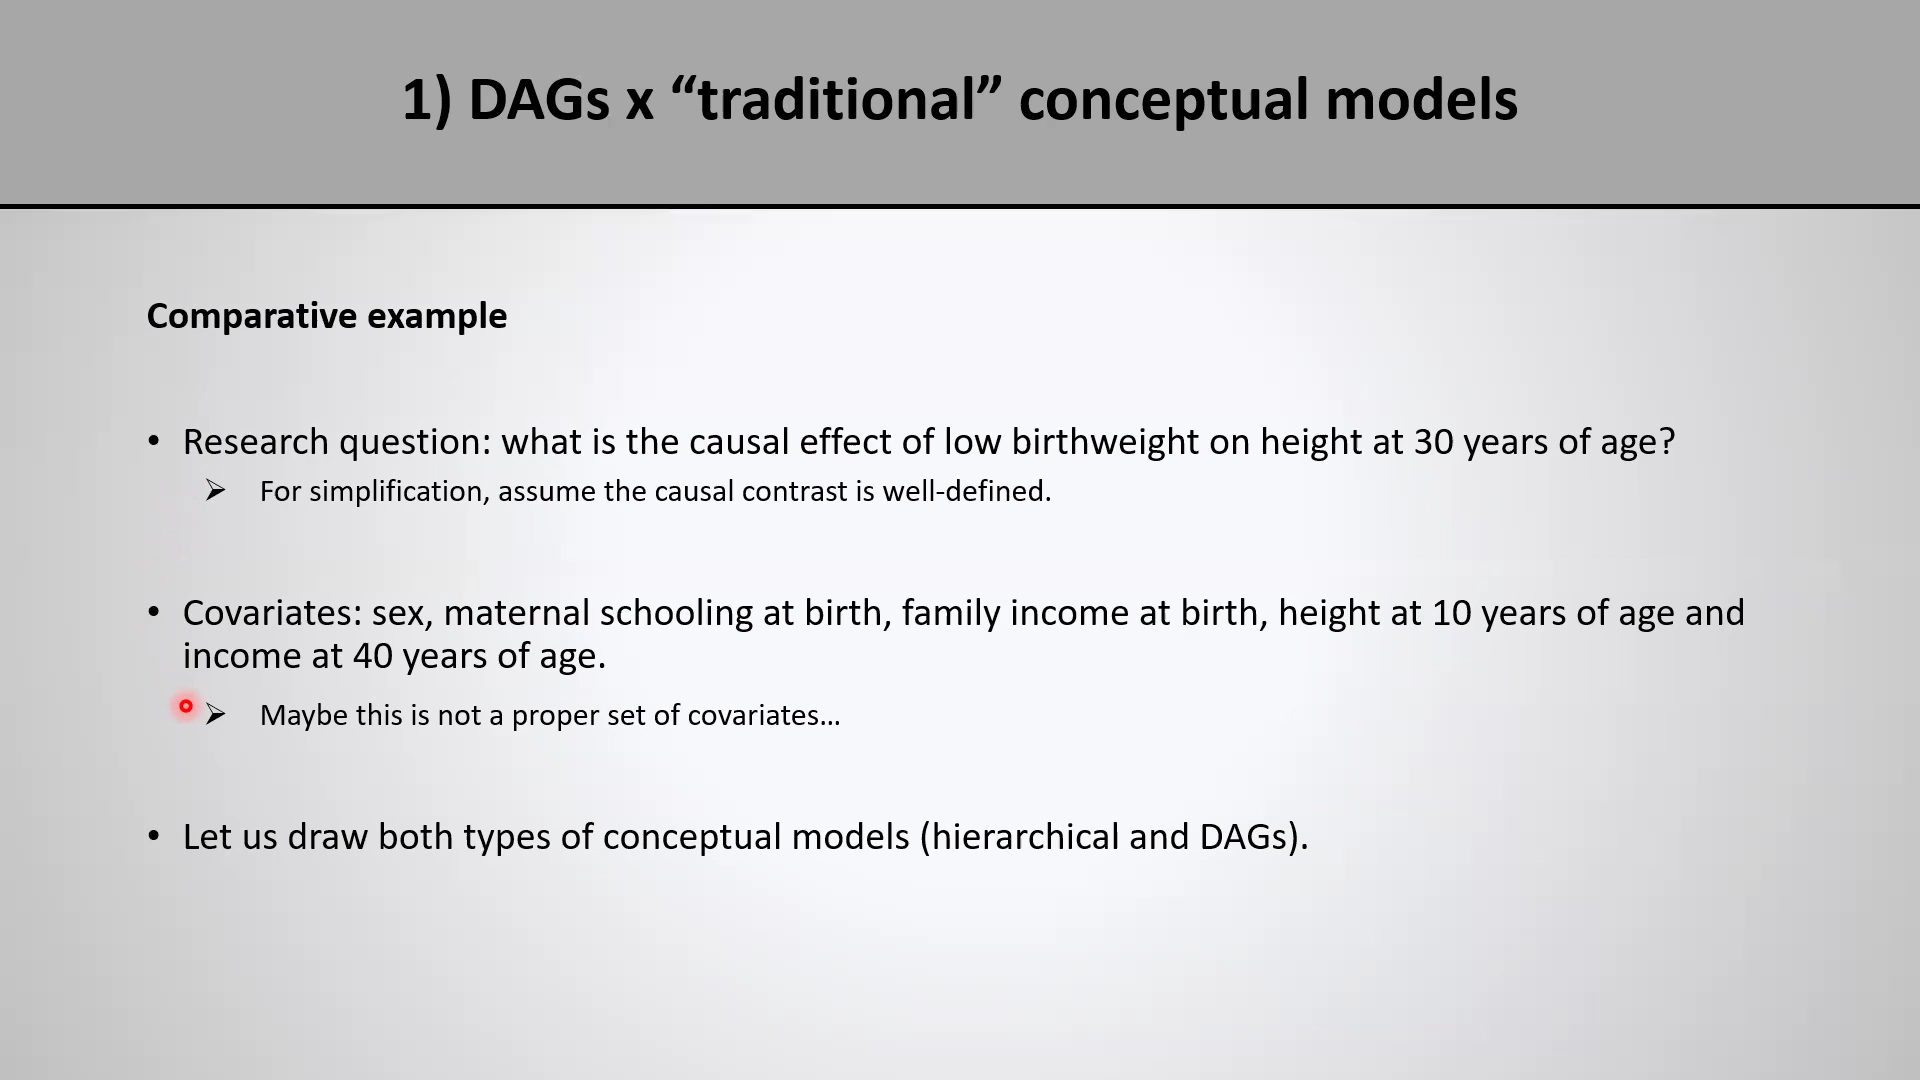 1) DAGs x “traditional” conceptual models
Comparative example
• Research question: what is the causal effect of low birthweight on height at 30 years of age?
➢ For simplification, assume the causal contrast is well-defined.
• Covariates: sex, maternal schooling at birth, family income at birth, height at 10 years of age and
income at 40 years of age.
➢ Maybe this is not a proper set of covariates…
• Let us draw both types of conceptual models (hierarchical and DAGs).